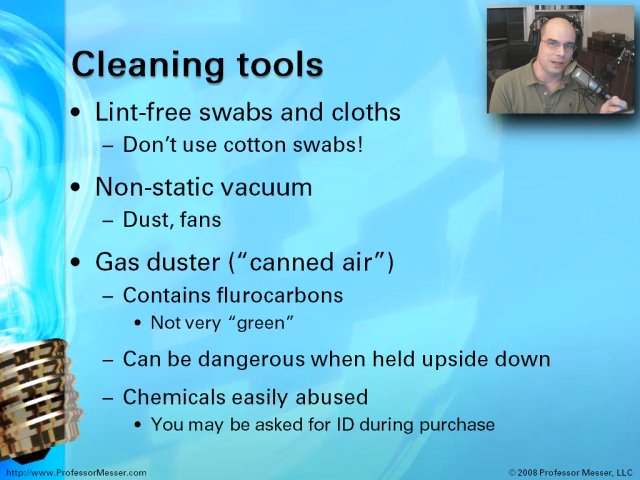 Cleaning tools
• Lint-free swabs and cloths
– Don't use cotton swabs!
• Non-static vacuum
– Dust, fans
• Gas duster (“canned air”)
– Contains flurocarbons
• Not very “green”
– Can be dangerous when held upside down
– Chemicals easily abused
• You may be asked for ID during purchase
http://www.ProfessorMesser.com
© 2008 Professor Messer, LLC